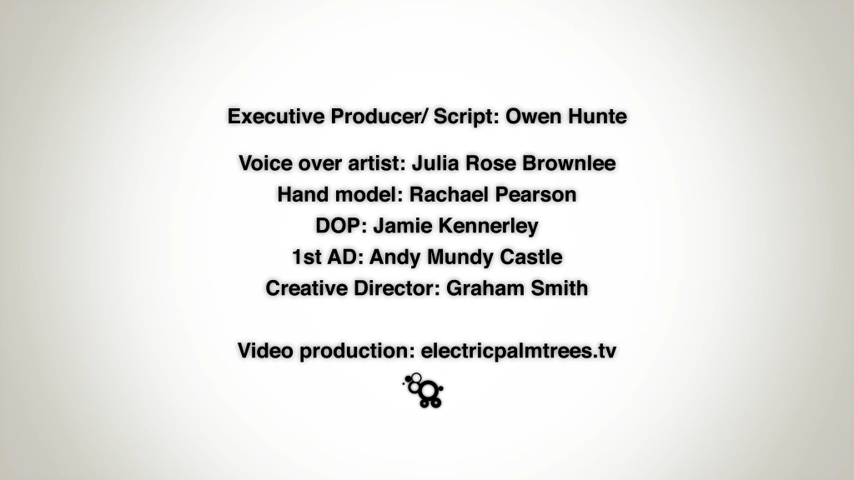 Executive Producer/ Script: Owen Hunte
Voice over artist: Julia Rose Brownlee
Hand model: Rachael Pearson
DOP: Jamie Kennerley
1st AD: Andy Mundy Castle
Creative Director: Graham Smith
Video production: electricpalmtrees.tv